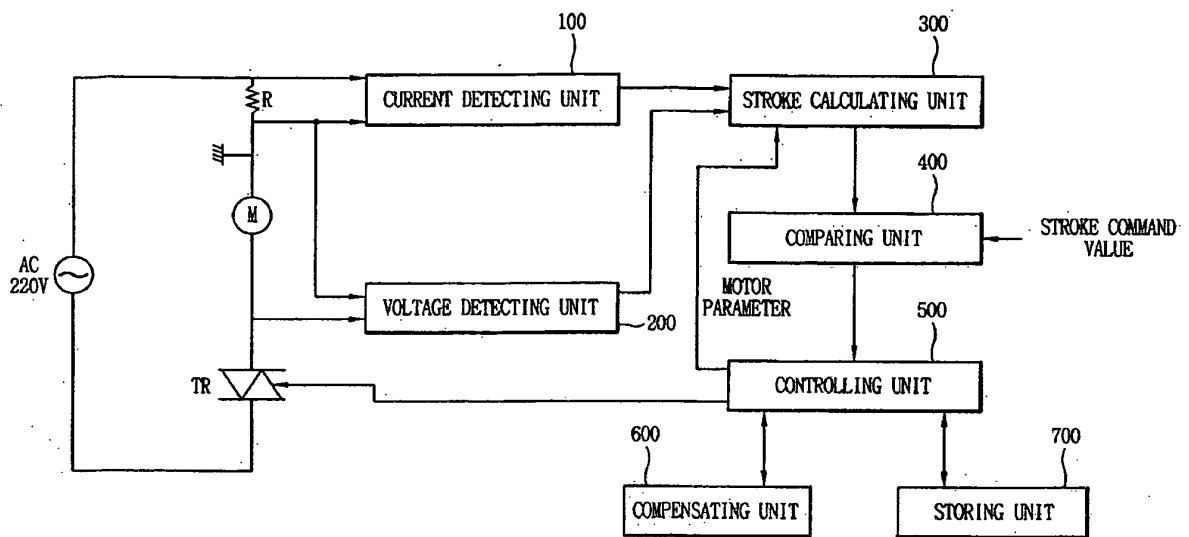 100
300
CURRENT DETECTING UNIT
STROKE CALCULATING UNIT
R
400
M
COMPARING UNIT
STROKE COMMAND
VALUE
AC
220V
VOLTAGE DETECTING UNIT
200
MOTOR
PARAMETER
500
TR
CONTROLLING UNIT
600
700
COMPENSATING UNIT
STORING UNIT